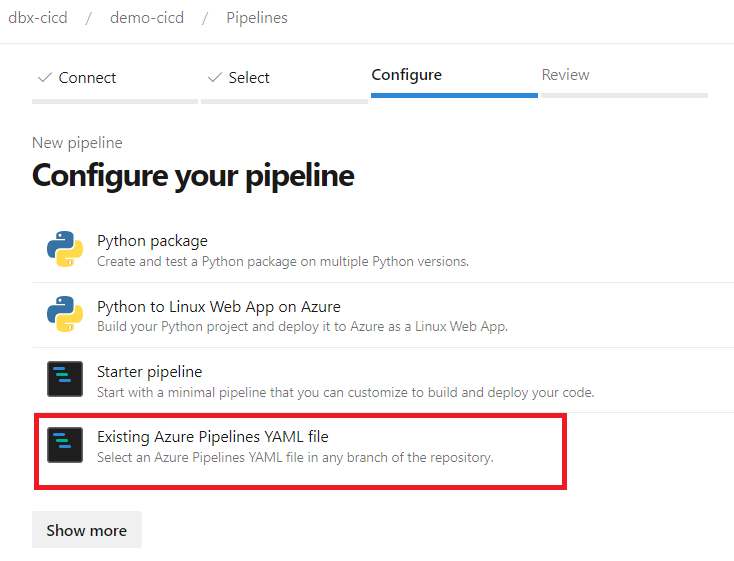 dbx-cicd / demo-cicd / Pipelines
Connect Select Configure Review
New pipeline
Configure your pipeline
Python package
Create and test a Python package on multiple Python versions.
Python to Linux Web App on Azure
Build your Python project and deploy it to Azure as a Linux Web App.
Starter pipeline
Start with a minimal pipeline that you can customize to build and deploy your code.
Existing Azure Pipelines YAML file
Select an Azure Pipelines YAML file in any branch of the repository.
Show more